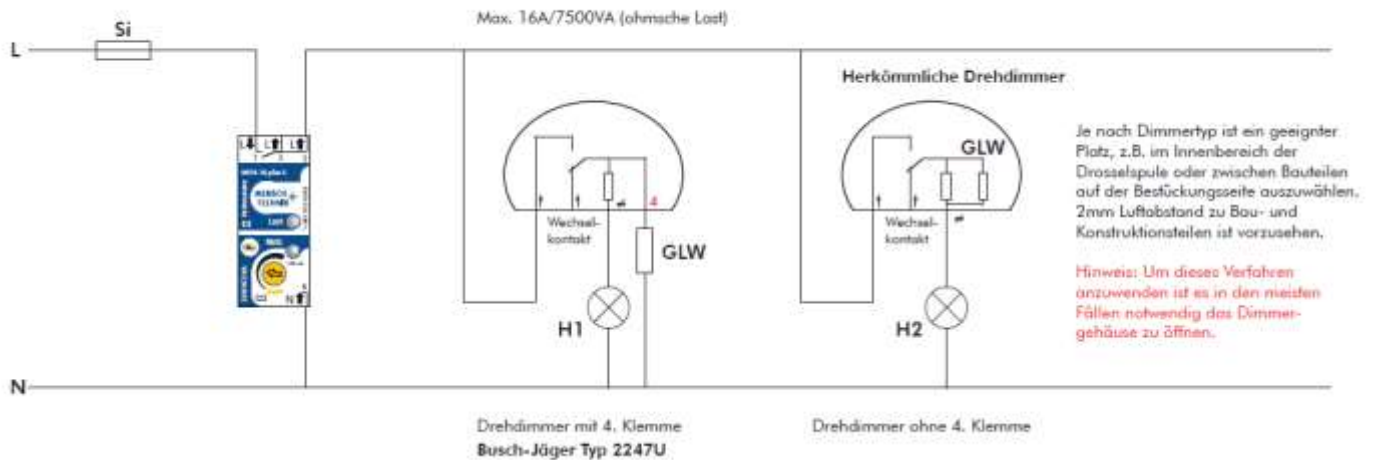 Max. 16A/7500VA (ohmsche Last)
Si
L
Herkömmliche Drehdimmer
Je nach Dimmertyp ist ein geeignter
Platz, z.B. im Innenbereich der
Drosselspule oder zwischen Bauteilen
auf der Bestückungsseite auszuwählen.
2mm Luftabstand zu Bau- und
Konstruktionsteilen ist vorzusehen.
Hinweis: Um dieses Verfahren
anzuwenden ist es in den meisten
Fällen notwendig das Dimmer-
gehäuse zu öffnen.
L L L
MENSCH
TECHNIK
N
4
Wechsel-
kontakt
GLW
H1
GLW
Wechsel-
kontakt
H2
N
Drehdimmer mit 4. Klemme
Busch-Jäger Typ 2247U
Drehdimmer ohne 4. Klemme